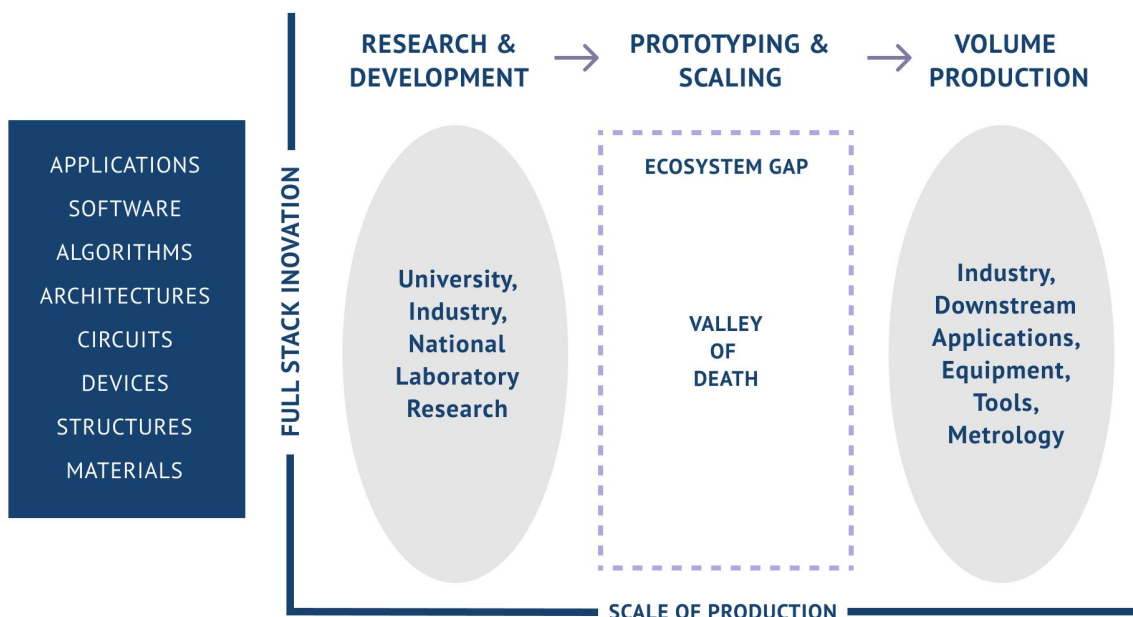 RESEARCH &
DEVELOPMENT
PROTOTYPING &
SCALING
VOLUME
PRODUCTION
APPLICATIONS
SOFTWARE
ALGORITHMS
ARCHITECTURES
CIRCUITS
DEVICES
STRUCTURES
MATERIALS
FULL STACK INOVATION
University,
Industry,
National
Laboratory
Research
ECOSYSTEM GAP
VALLEY
OF
DEATH
Industry,
Downstream
Applications,
Equipment,
Tools,
Metrology
SCALE OF PRODUCTION